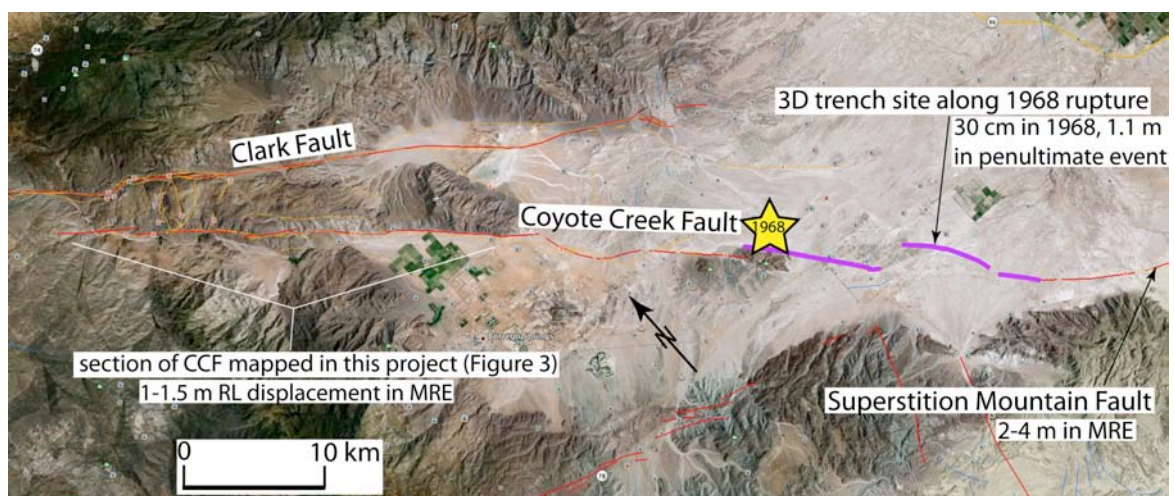 3D trench site along 1968 rupture
30 cm in 1968, 1.1 m
in penultimate event
Clark Fault
Coyote Creek Fault
1968
N
section of CCF mapped in this project (Figure 3)
1-1.5 m RL displacement in MRE
Superstition Mountain Fault
2-4 m in MRE
0 10 km
78